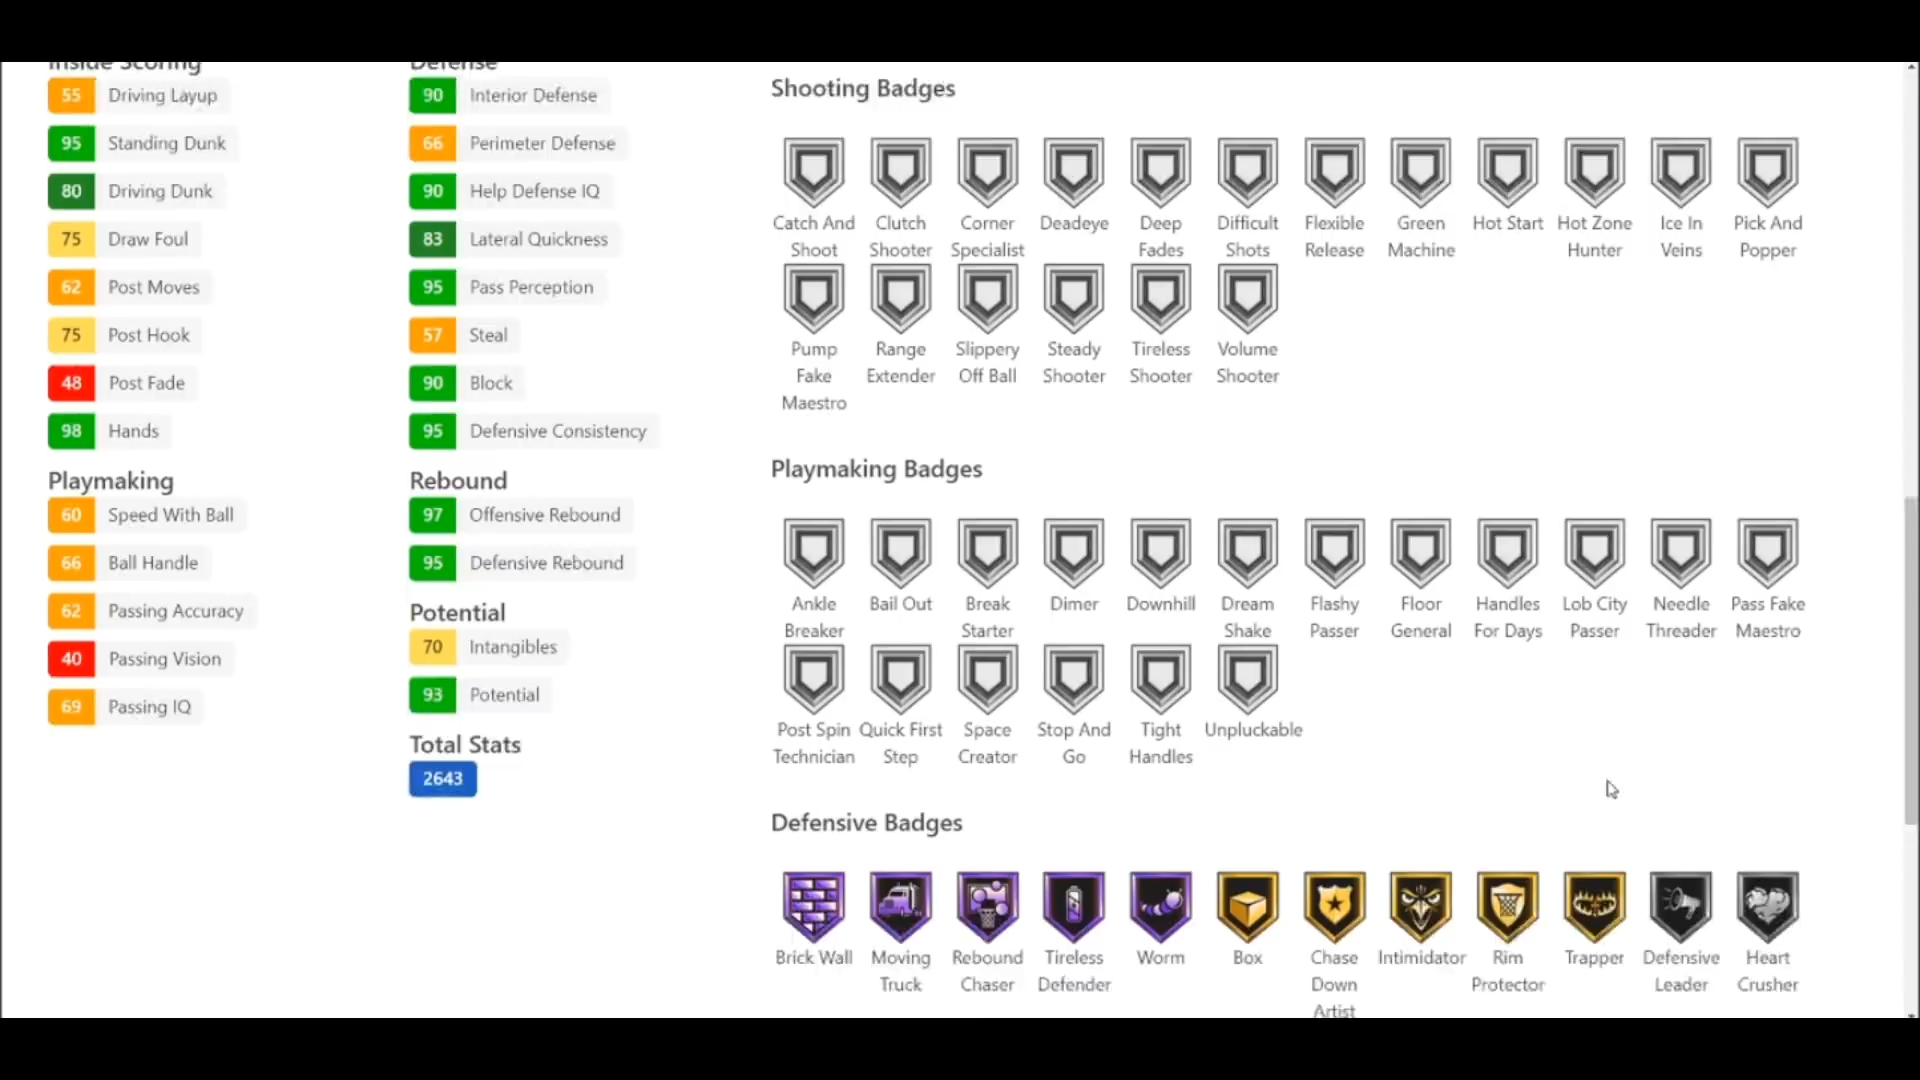 Inside Scoring
55 Driving Layup
95 Standing Dunk
80 Driving Dunk
75 Draw Foul
62 Post Moves
75 Post Hook
48 Post Fade
98 Hands
Playmaking
60 Speed With Ball
66 Ball Handle
62 Passing Accuracy
40 Passing Vision
69 Passing IQ
Defense
90 Interior Defense
66 Perimeter Defense
90 Help Defense IQ
83 Lateral Quickness
95 Pass Perception
57 Steal
90 Block
95 Defensive Consistency
Rebound
97 Offensive Rebound
95 Defensive Rebound
Potential
70 Intangibles
93 Potential
Total Stats
2643
Shooting Badges
Catch And Clutch Corner Deadeye Deep Difficult Flexible Green Hot Start Hot Zone Ice In Pick And
Shoot Shooter Specialist Fades Shots Release Machine Hunter Veins Popper
Pump Range Slippery Steady Tireless Volume
Fake Extender Off Ball Shooter Shooter Shooter
Maestro
Playmaking Badges
Ankle Bail Out Break Dimer Downhill Dream Flashy Floor Handles Lob City Needle Pass Fake
Breaker Starter Shake Passer General For Days Passer Threader Maestro
Post Spin Quick First Space Stop And Tight Unpluckable
Technician Step Creator Go Handles
Defensive Badges
Brick Wall Moving Rebound Tireless Worm Box Chase Intimidator Rim Trapper Defensive Heart
Truck Chaser Defender Down Protector Leader Crusher
Artist